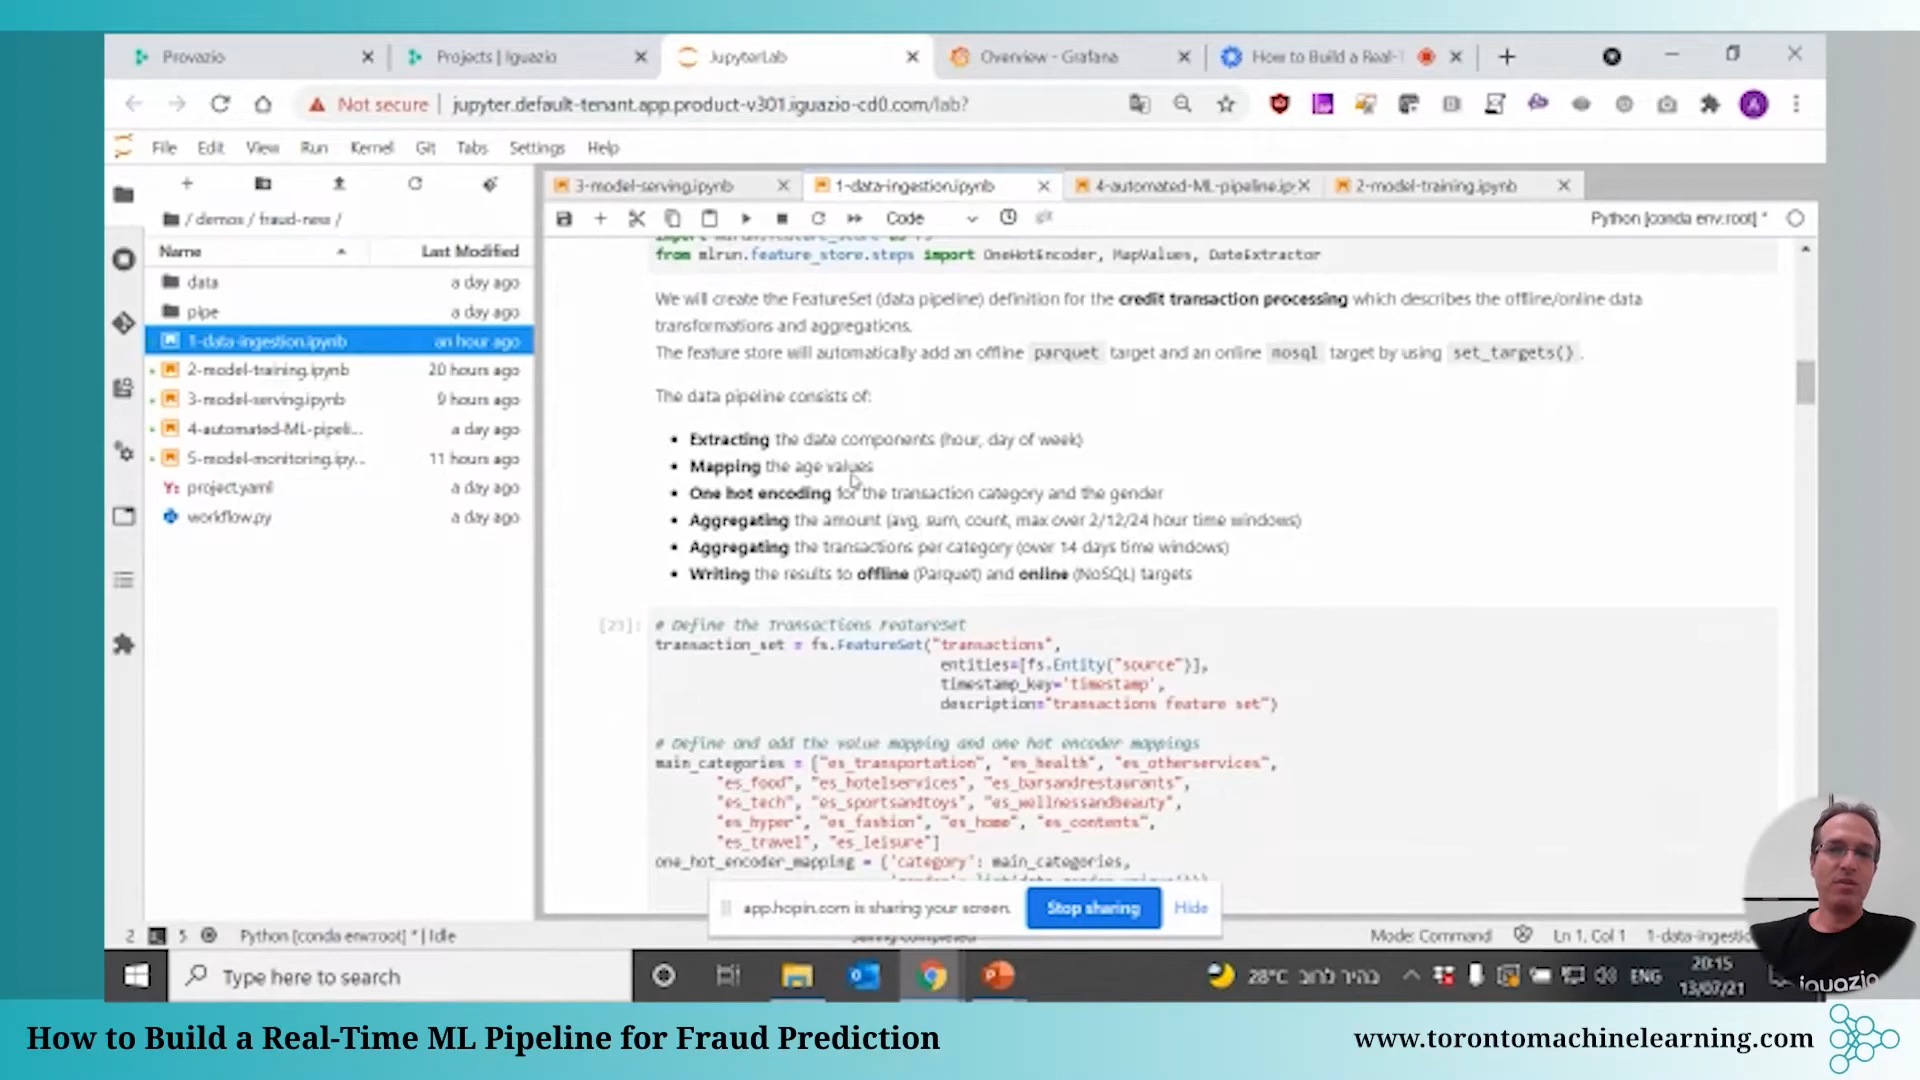 Provazio
Projects | Iguazio
JupyterLab
Overview - Grafana
How to Build a Real-T
Not secure
jupyter.default-tenant.app.product-v301.iguazio-cd0.com/lab?
File Edit View Run Kernel Git Tabs Settings Help
3-model-serving.ipynb
1-data-ingestion.ipynb
4-automated-ML-pipeline.ip
2-model-training.ipynb
Code
Python [conda env:root] *
/ demos / fraud-new /
Name Last Modified
data a day ago
pipe a day ago
1-data-ingestion.ipynb an hour ago
2-model-training.ipynb 20 hours ago
3-model-serving.ipynb 9 hours ago
4-automated-ML-pipeli... a day ago
5-model-monitoring.ipy... 11 hours ago
project.yaml a day ago
workflow.py a day ago
from mlrun.feature_store.steps import OneHotEncoder, MapValues, DateExtractor
We will create the FeatureSet (data pipeline) definition for the credit transaction processing which describes the offline/online data
transformations and aggregations.
The feature store will automatically add an offline parquet target and an online nosql target by using set_targets() .
The data pipeline consists of:
• Extracting the date components (hour, day of week)
• Mapping the age values
• One hot encoding for the transaction category and the gender
• Aggregating the amount (avg, sum, count, max over 2/12/24 hour time windows)
• Aggregating the transactions per category (over 14 days time windows)
• Writing the results to offline (Parquet) and online (NoSQL) targets
[23]: # Define the transactions FeatureSet
transaction_set = fs.FeatureSet("transactions",
entities=[fs.Entity("source")],
timestamp_key='timestamp',
description="transactions feature set")
# Define and add the value mapping and one hot encoder mappings
main_categories = ["es_transportation", "es_health", "es_otherservices",
"es_food", "es_hotelservices", "es_barsandrestaurants",
"es_tech", "es_sportsandtoys", "es_wellnessandbeauty",
"es_hyper", "es_fashion", "es_home", "es_contents",
"es_travel", "es_leisure"]
one_hot_encoder_mapping = {'category': main_categories,
app.hopin.com is sharing your screen.
Stop sharing
Hide
2 5 Python [conda env:root] * | Idle
Mode: Command
Ln 1, Col 1
1-data-ingestic
Type here to search
28°C בהיר לרוב
ENG
20:15
13/07/21
iguazio
How to Build a Real-Time ML Pipeline for Fraud Prediction
www.torontomachinelearning.com